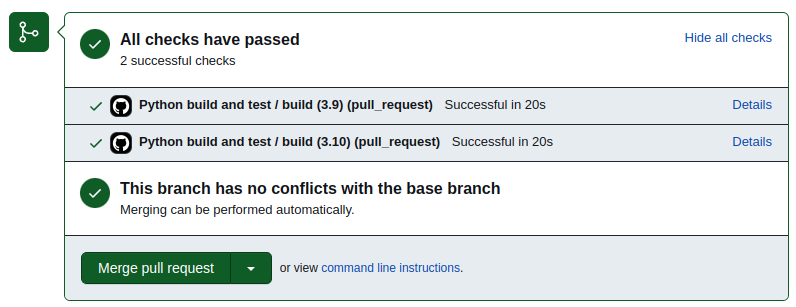 All checks have passed
Hide all checks
2 successful checks
Python build and test / build (3.9) (pull_request) Successful in 20s Details
Python build and test / build (3.10) (pull_request) Successful in 20s Details
This branch has no conflicts with the base branch
Merging can be performed automatically.
Merge pull request or view command line instructions.